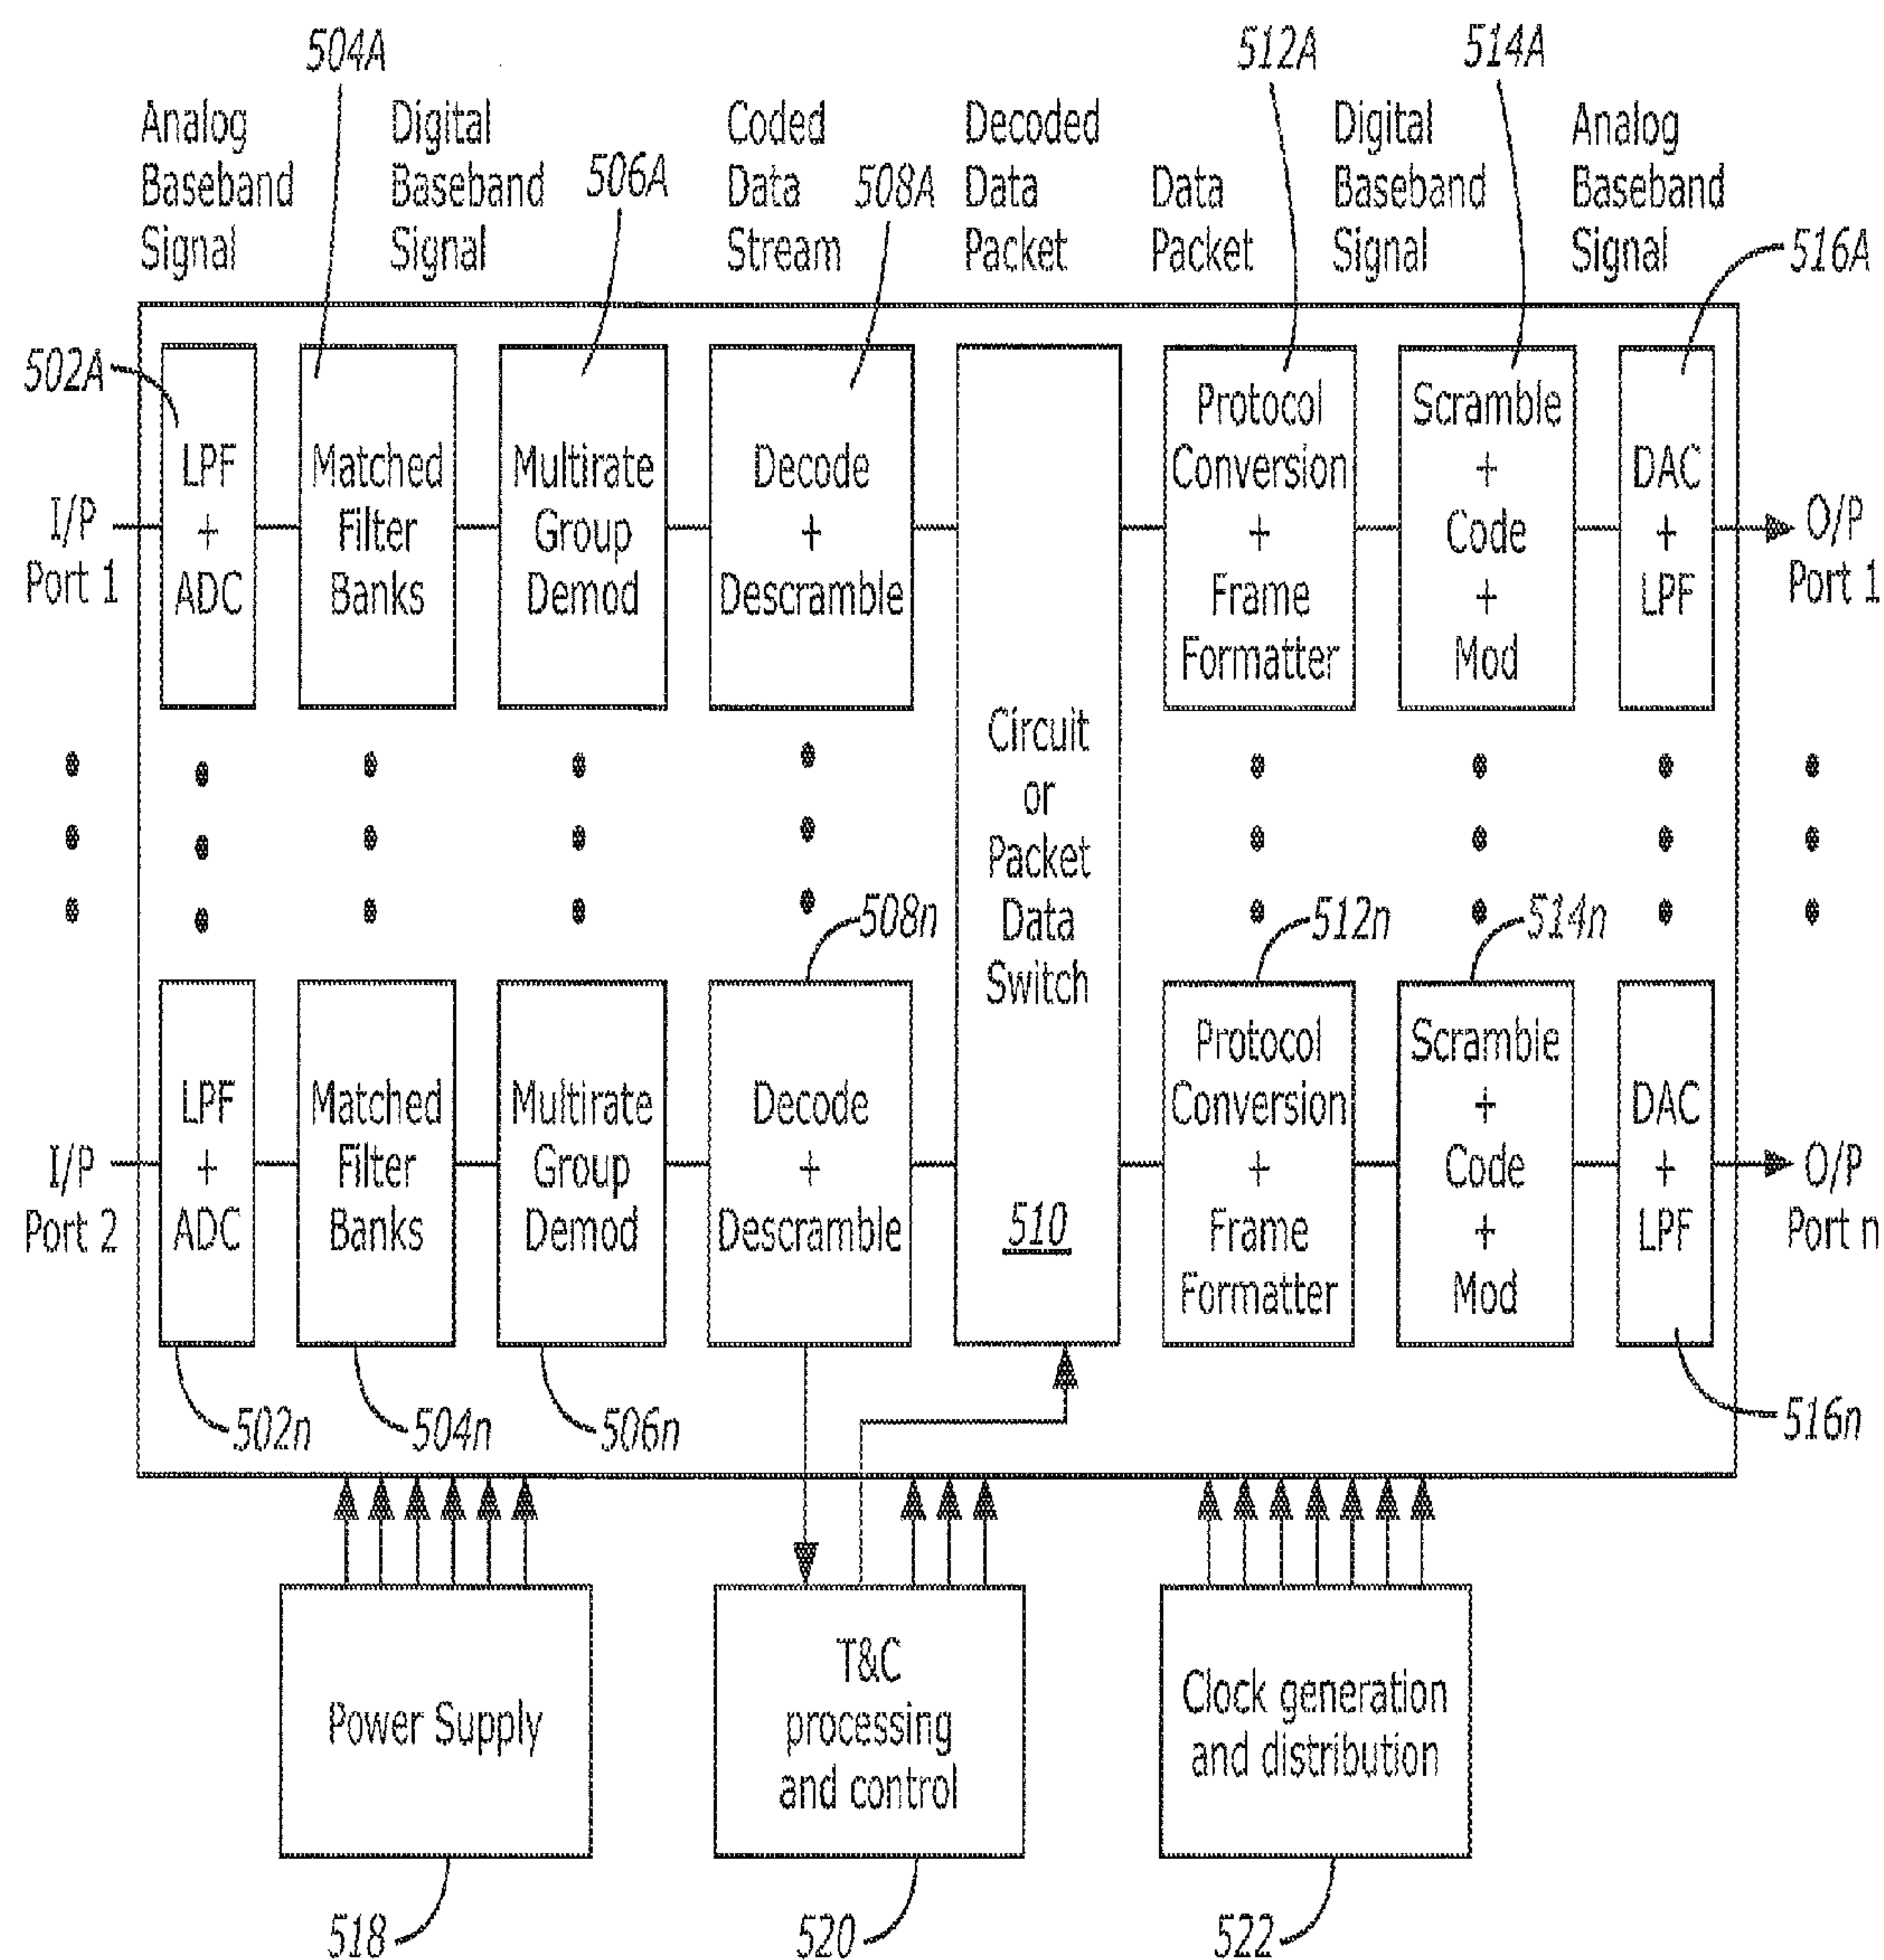 504A
512A
514A
Analog
Baseband
Signal
Digital
Baseband
Signal
506A
Coded
Data
Stream
508A
Decoded
Data
Packet
Data
Packet
Digital
Baseband
Signal
Analog
Baseband
Signal
516A
502A
I/P
Port 1
LPF
+
ADC
Matched
Filter
Banks
Multirate
Group
Demod
Decode
+
Descramble
Circuit
or
Packet
Data
Switch
510
Protocol
Conversion
+
Frame
Formatter
Scramble
+
Code
+
Mod
DAC
+
LPF
O/P
Port 1
508n
512n
514n
I/P
Port 2
LPF
+
ADC
Matched
Filter
Banks
Multirate
Group
Demod
Decode
+
Descramble
Protocol
Conversion
+
Frame
Formatter
Scrambie
+
Code
+
Mod
DAC
+
LPF
O/P
Port n
502n
504n
506n
516n
Power Supply
T&C
processing
and control
Clock generation
and distribution
518
520
522